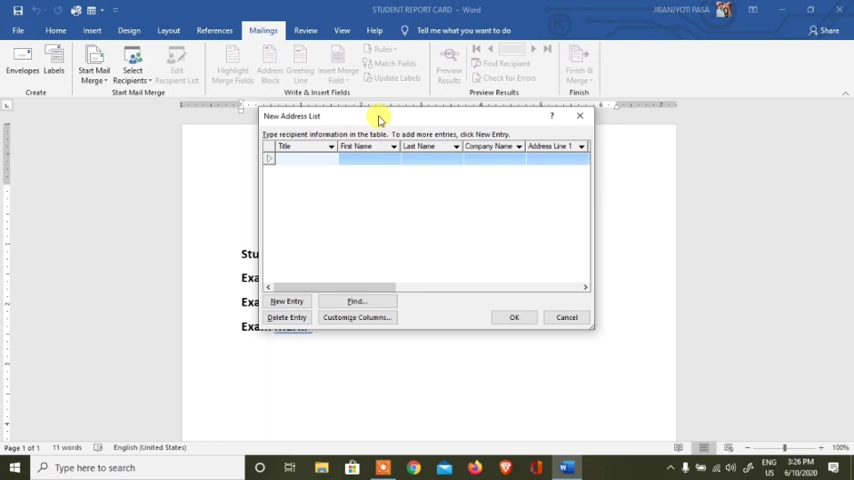 STUDENT REPORT CARD - Word
JIBANJYOTI PASA
File Home Insert Design Layout References Mailings Review View Help Tell me what you want to do Share
Envelopes Labels
Create
Start Mail Merge
Select Recipients
Edit Recipient List
Start Mail Merge
Highlight Merge Fields
Address Block
Greeting Line
Insert Merge Field
Rules
Match Fields
Update Labels
Write & Insert Fields
Preview Results
Find Recipient
Check for Errors
Preview Results
Finish & Merge
Finish
New Address List
Type recipient information in the table. To add more entries, click New Entry.
Title First Name Last Name Company Name Address Line 1
New Entry Find...
Delete Entry Customize Columns... OK Cancel
Stu
Exa
Exa
Page 1 of 1 11 words English (United States) 100%
Type here to search
ENG
US
3:26 PM
6/10/2020